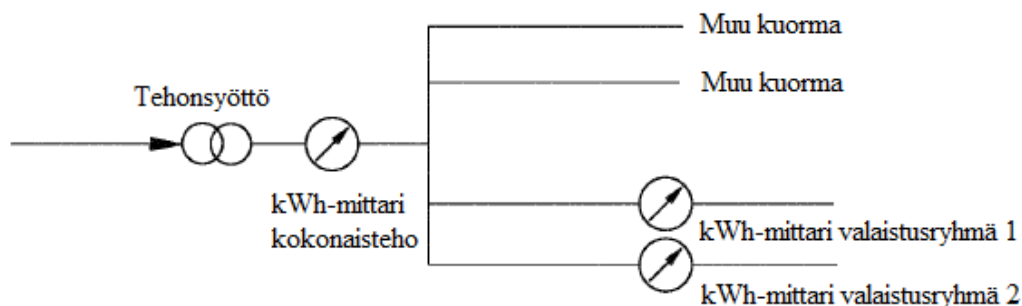 Muu kuorma
Muu kuorma
Tehonsyöttö
kWh-mittari
kokonaisteho
kWh-mittari valaistusryhmä 1
kWh-mittari valaistusryhmä 2